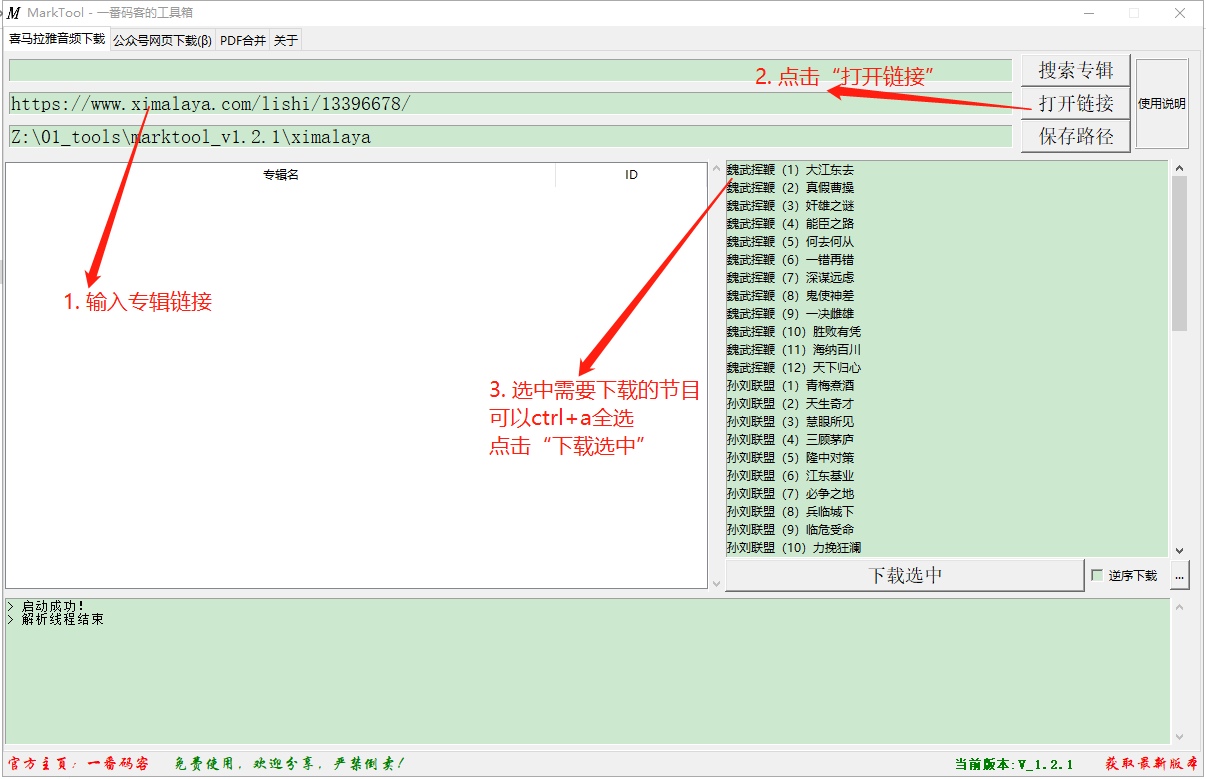 M MarkTool - 一番码客的工具箱
喜马拉雅音频下载 公众号网页下载(β) PDF合并 关于
2. 点击“打开链接”
搜索专辑
https://www.ximalaya.com/lishi/13396678/
打开链接
使用说明
Z:\01_tools\marktool_v1.2.1\ximalaya
保存路径
专辑名 ID
1. 输入专辑链接
3. 选中需要下载的节目
可以ctrl+a全选
点击“下载选中”
魏武挥鞭（1）大江东去
魏武挥鞭（2）真假曹操
魏武挥鞭（3）奸雄之谜
魏武挥鞭（4）能臣之路
魏武挥鞭（5）何去何从
魏武挥鞭（6）一错再错
魏武挥鞭（7）深谋远虑
魏武挥鞭（8）鬼使神差
魏武挥鞭（9）一决雌雄
魏武挥鞭（10）胜败有凭
魏武挥鞭（11）海纳百川
魏武挥鞭（12）天下归心
孙刘联盟（1）青梅煮酒
孙刘联盟（2）天生奇才
孙刘联盟（3）慧眼所见
孙刘联盟（4）三顾茅庐
孙刘联盟（5）隆中对策
孙刘联盟（6）江东基业
孙刘联盟（7）必争之地
孙刘联盟（8）兵临城下
孙刘联盟（9）临危受命
孙刘联盟（10）力挽狂澜
下载选中
逆序下载
...
> 启动成功!
> 解析线程结束
官方主页: 一番码客 免费使用, 欢迎分享, 严禁倒卖!
当前版本:V_1.2.1 获取最新版本